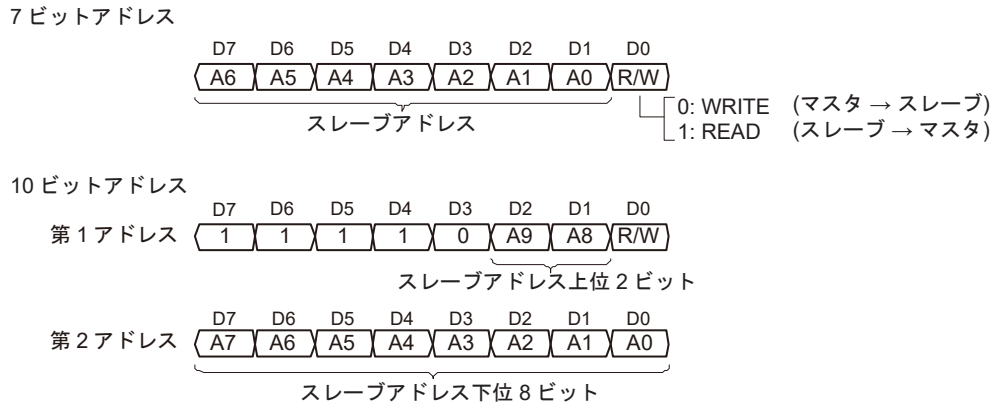 7 ビットアドレス
D7 D6 D5 D4 D3 D2 D1 D0
A6 A5 A4 A3 A2 A1 A0 R/W
スレーブアドレス
0: WRITE (マスタ → スレーブ)
1: READ (スレーブ → マスタ)
10 ビットアドレス
D7 D6 D5 D4 D3 D2 D1 D0
第 1 アドレス 1 1 1 1 0 A9 A8 R/W
スレーブアドレス上位 2 ビット
D7 D6 D5 D4 D3 D2 D1 D0
第 2 アドレス A7 A6 A5 A4 A3 A2 A1 A0
スレーブアドレス下位 8 ビット